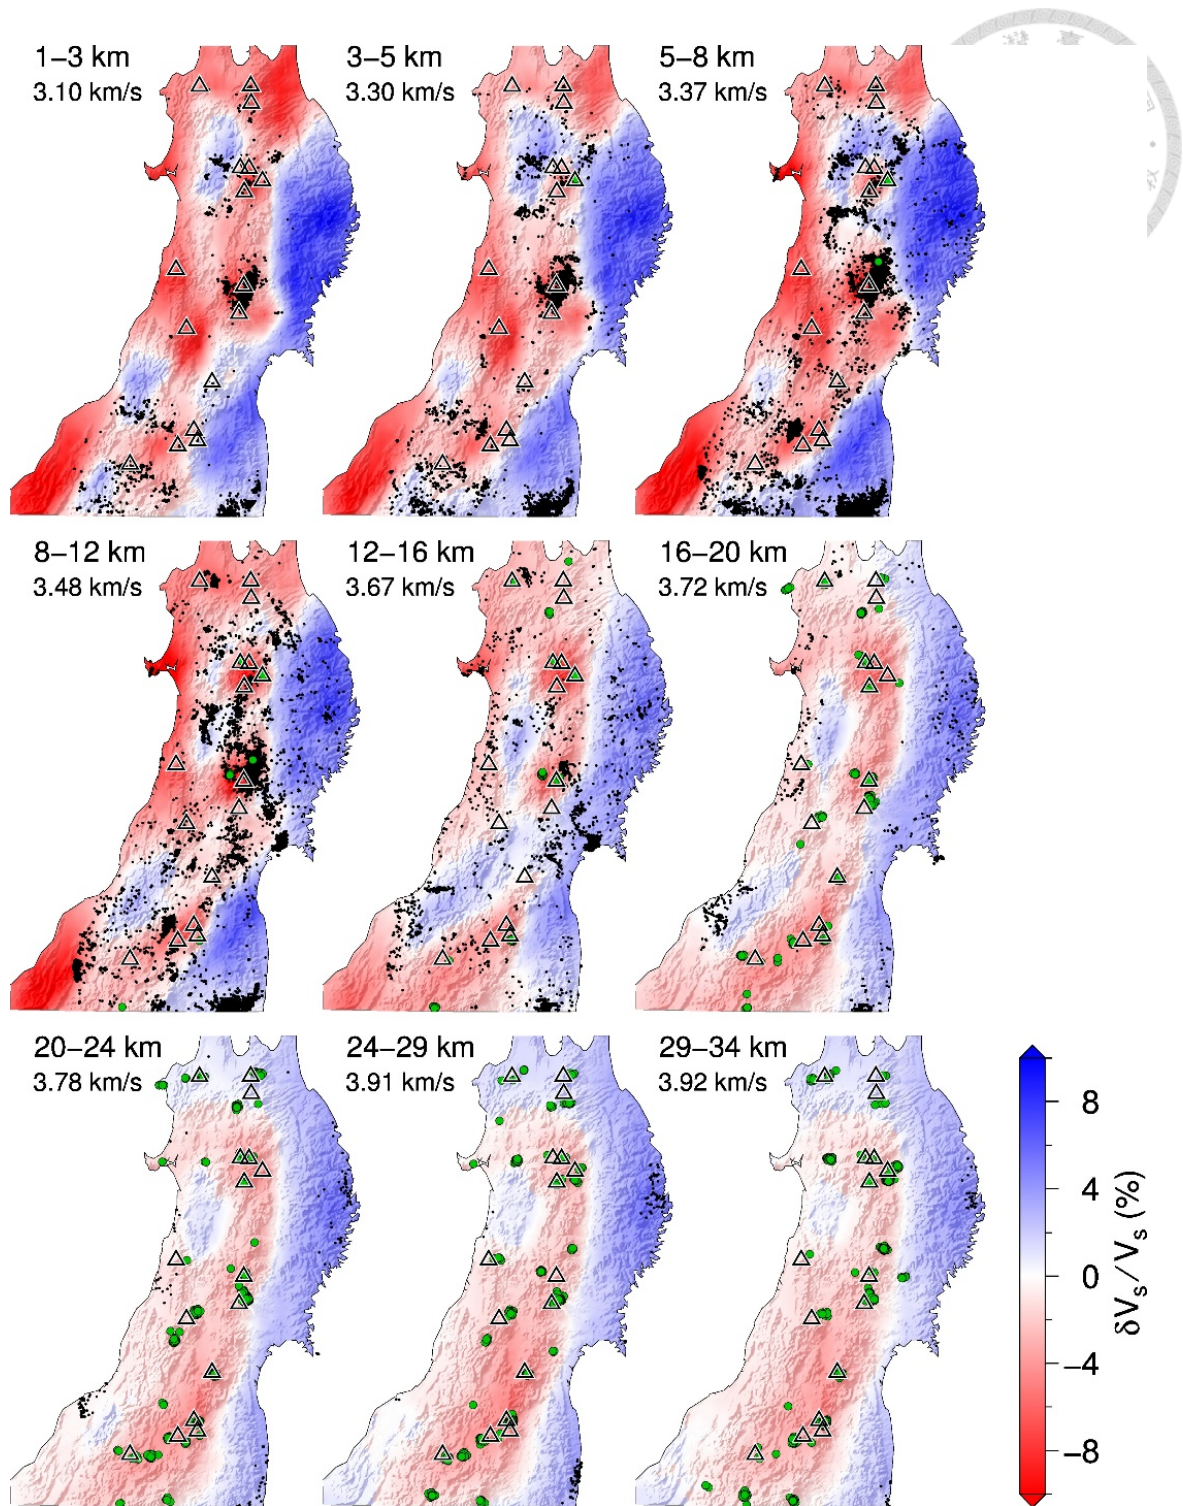 1−3 km
3.10 km/s
3−5 km
3.30 km/s
5−8 km
3.37 km/s
8−12 km
3.48 km/s
12−16 km
3.67 km/s
16−20 km
3.72 km/s
20−24 km
3.78 km/s
24−29 km
3.91 km/s
29−34 km
3.92 km/s
8
4
0
−4
−8
δVs/Vs (%)